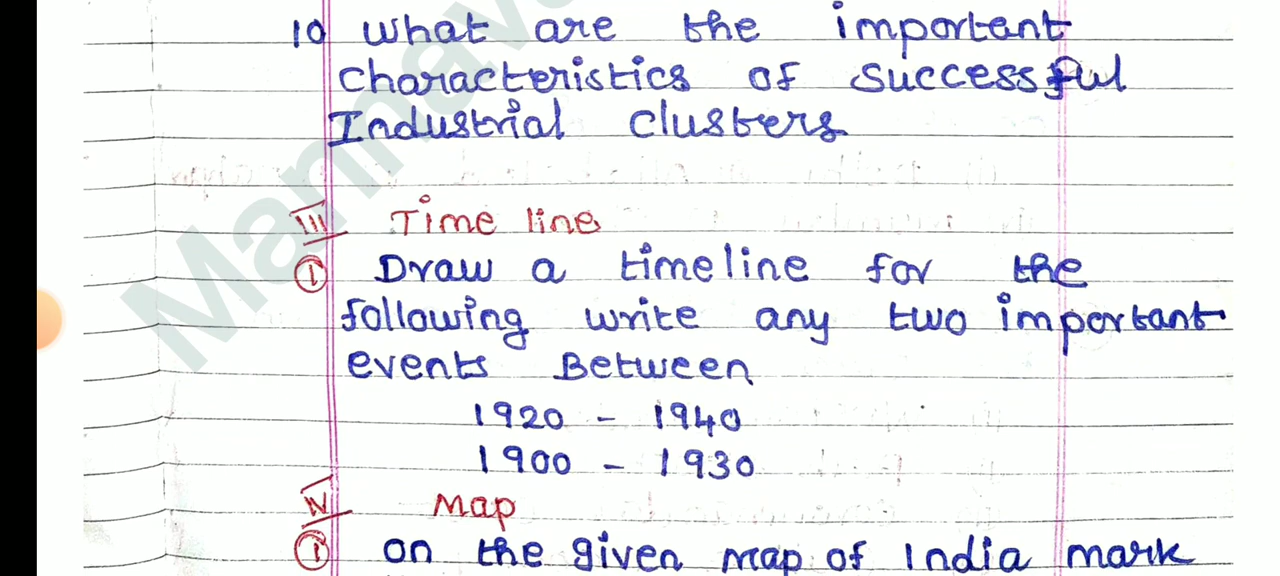 10 What are the important
characteristics of successful
Industrial clusters
III Time line
① Draw a timeline for the
following write any two important
events Between
1920 - 1940
1900 - 1930
IV Map
① on the given map of India mark